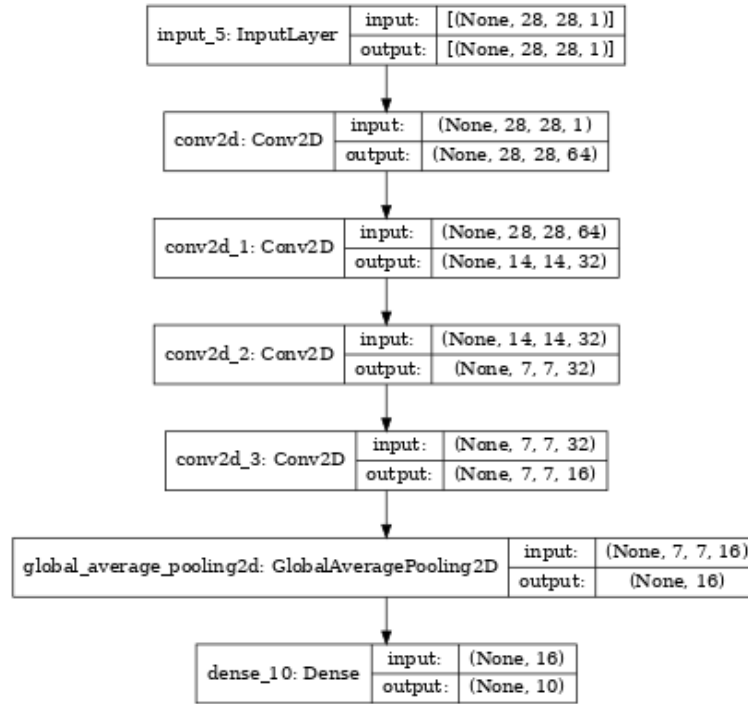 input_5: InputLayer
input: [(None, 28, 28, 1)]
output: [(None, 28, 28, 1)]
conv2d: Conv2D
input: (None, 28, 28, 1)
output: (None, 28, 28, 64)
conv2d_1: Conv2D
input: (None, 28, 28, 64)
output: (None, 14, 14, 32)
conv2d_2: Conv2D
input: (None, 14, 14, 32)
output: (None, 7, 7, 32)
conv2d_3: Conv2D
input: (None, 7, 7, 32)
output: (None, 7, 7, 16)
global_average_pooling2d: GlobalAveragePooling2D
input: (None, 7, 7, 16)
output: (None, 16)
dense_10: Dense
input: (None, 16)
output: (None, 10)